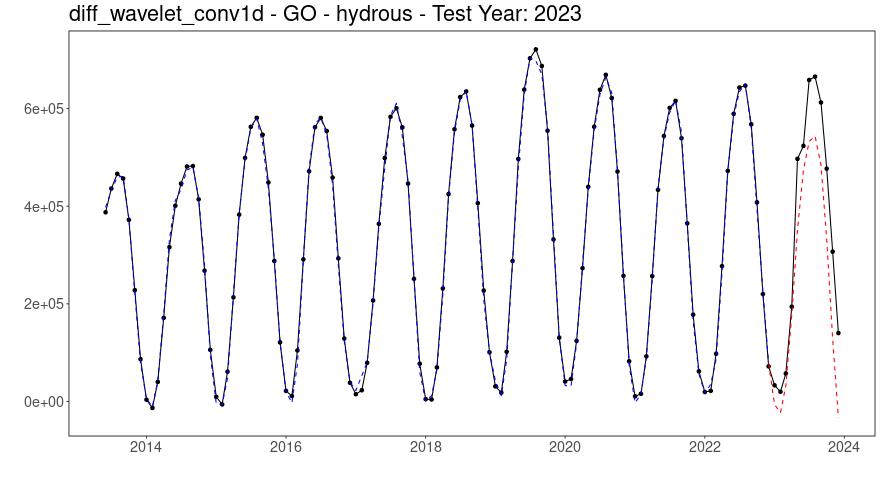 diff_wavelet_conv1d - GO - hydrous - Test Year: 2023
6e+05
4e+05
2e+05
0e+00
2014 2016 2018 2020 2022 2024